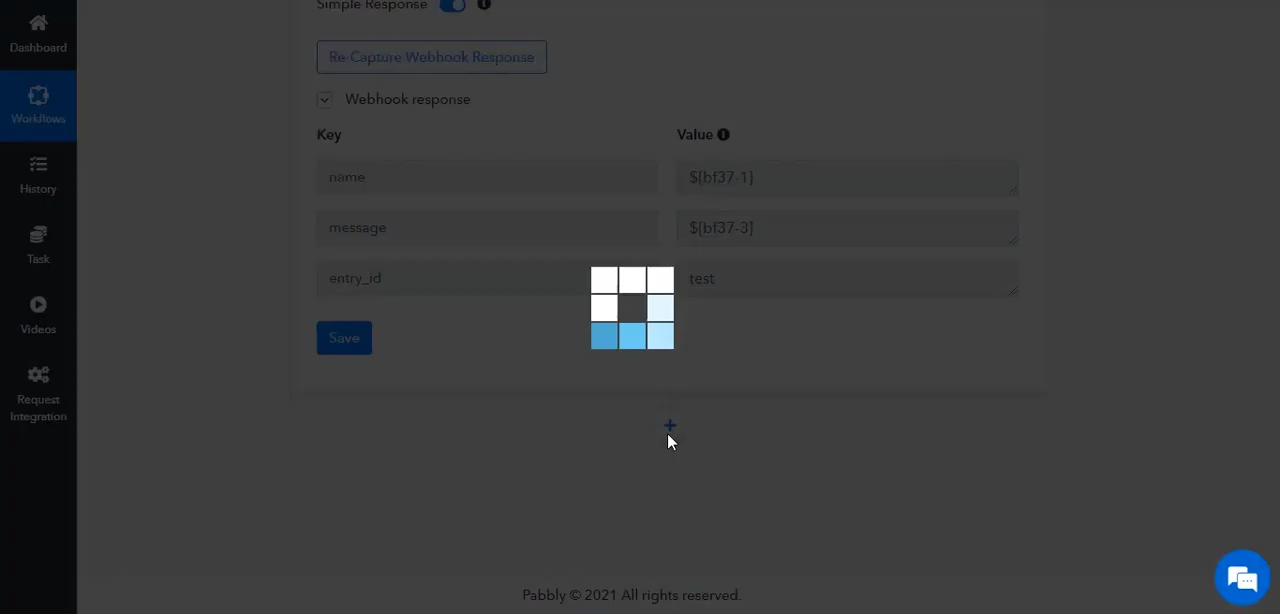 Simple Response
Dashboard
Re-Capture Webhook Response
Workflows
Webhook response
Key
Value
name
${bf37-1}
History
message
${bf37-3}
Task
entry_id
test
Videos
Save
Request
Integration
Pabbly © 2021 All rights reserved.